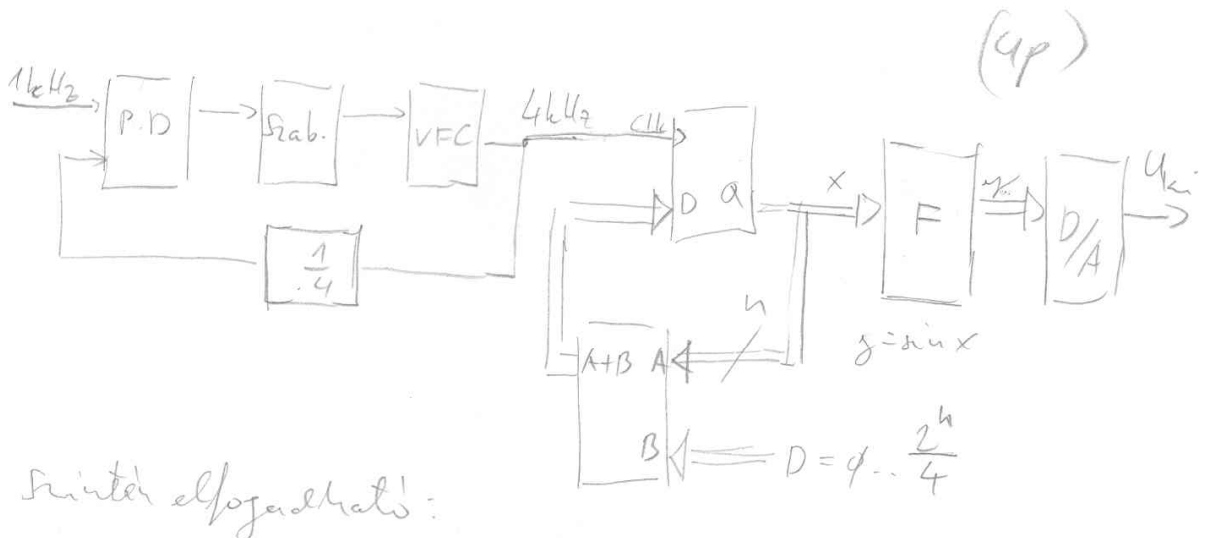 (4p)
1kHz
P.D
Szab.
VFC
4kHz
Clk
D Q
x
F
y
D/A
Uki
1/4
n
y = sin x
A+B A
B
D = ø .. 2^n/4
Szintén elfogadható: